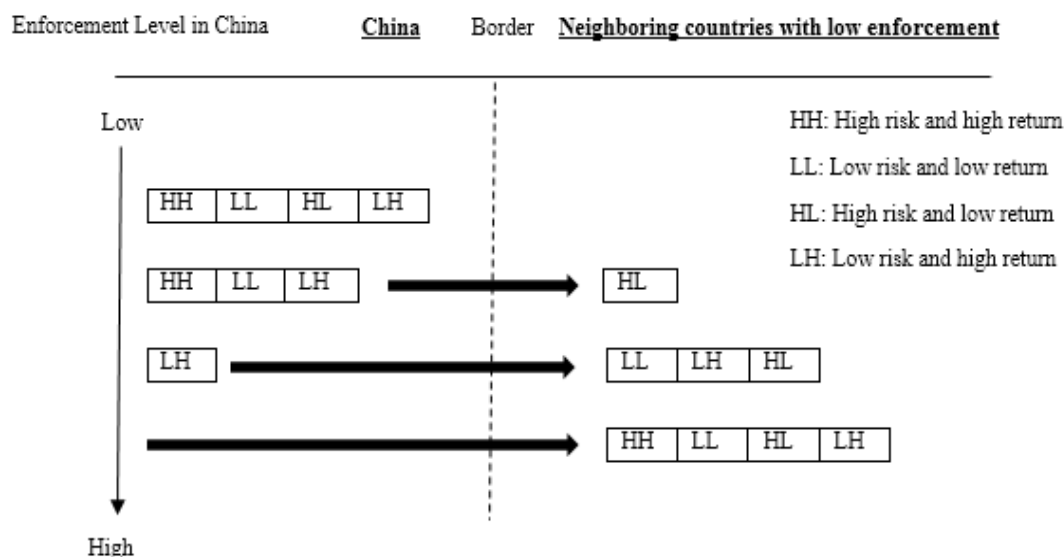 Enforcement Level in China China Border Neighboring countries with low enforcement
Low
HH: High risk and high return
LL: Low risk and low return
HH LL HL LH
HL: High risk and low return
LH: Low risk and high return
HH LL LH HL
LH LL LH HL
HH LL HL LH
High